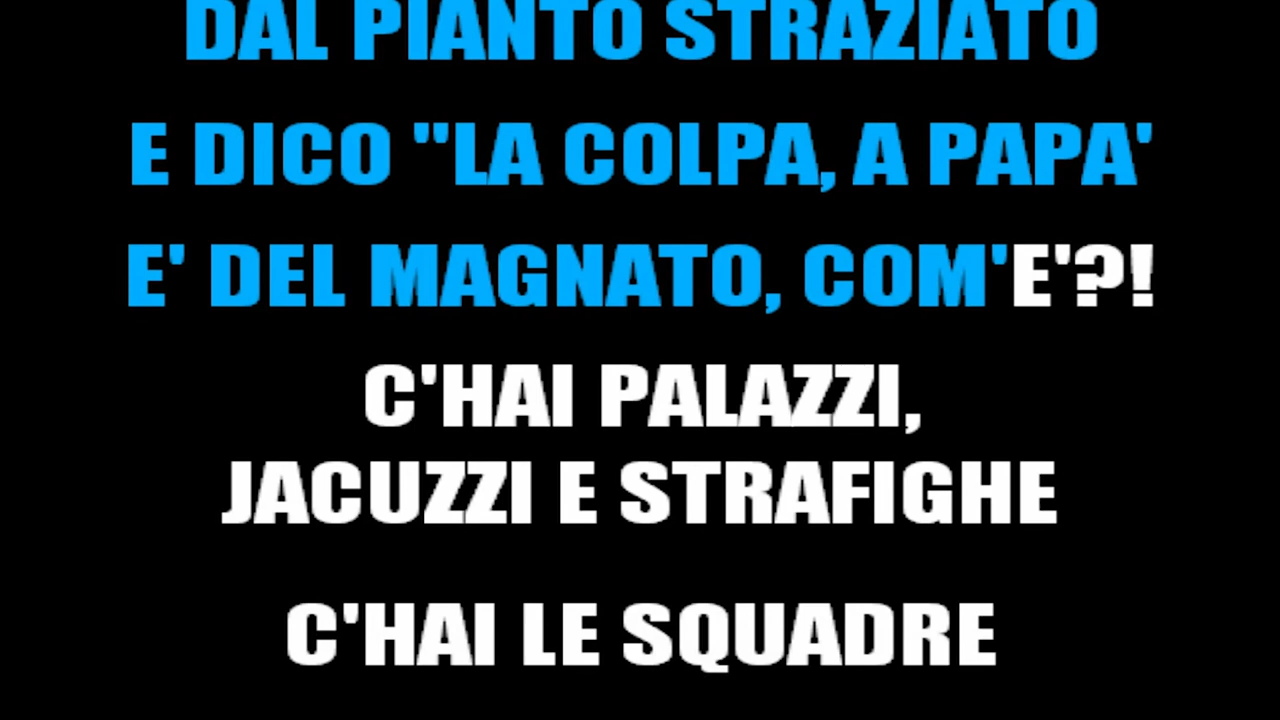 DAL PIANTO STRAZIATO
E DICO "LA COLPA, A PAPA'
E' DEL MAGNATO, COM'E'?!
C'HAI PALAZZI,
JACUZZI E STRAFIGHE
C'HAI LE SQUADRE